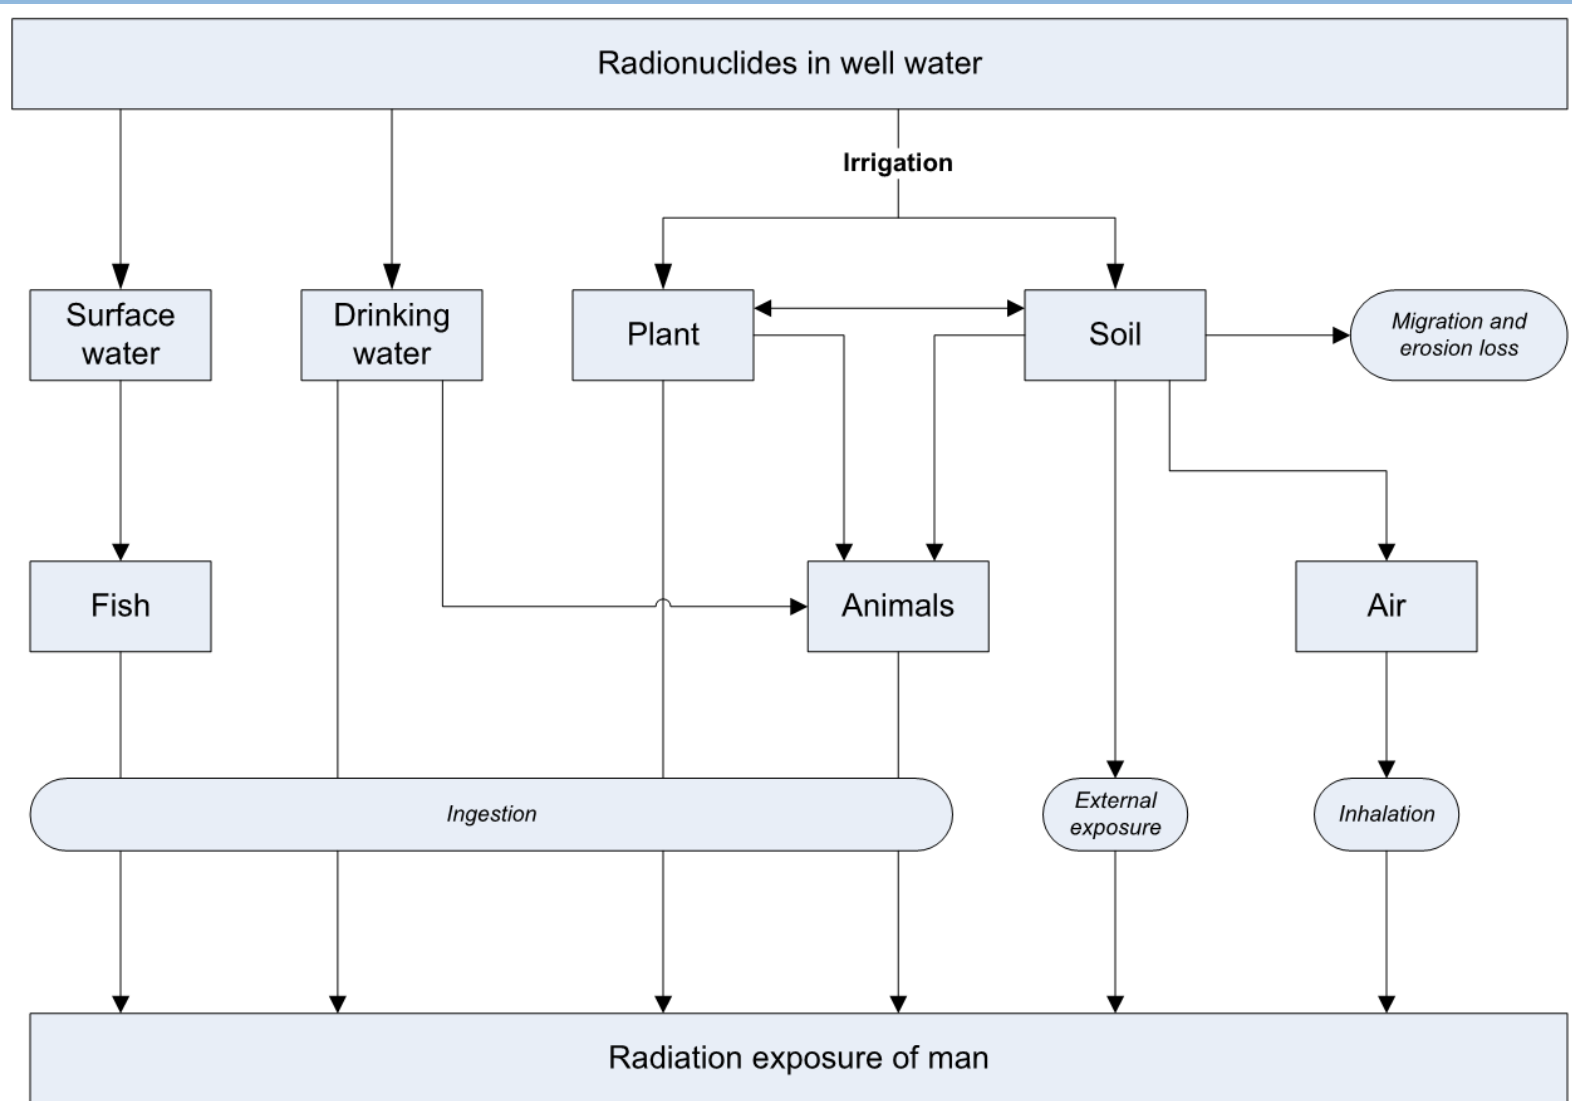 Radionuclides in well water
Irrigation
Surface
water
Drinking
water
Plant
Soil
Migration and
erosion loss
Fish
Animals
Air
Ingestion
External
exposure
Inhalation
Radiation exposure of man